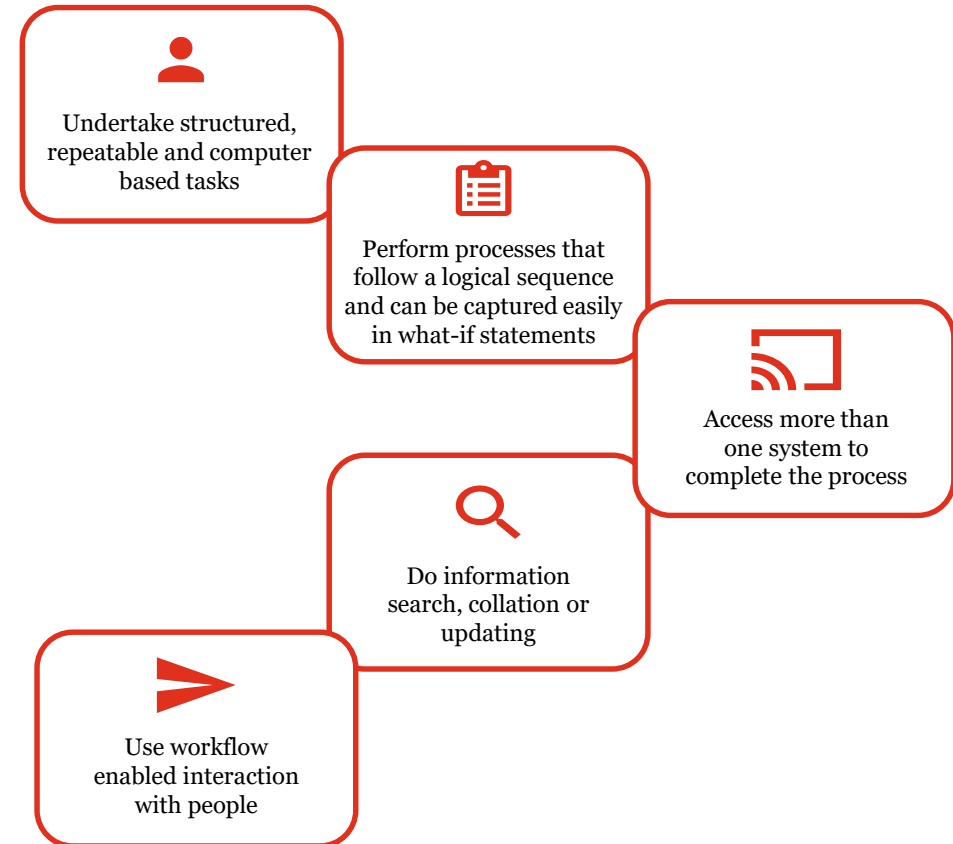 Undertake structured,
repeatable and computer
based tasks
Perform processes that
follow a logical sequence
and can be captured easily
in what-if statements
Access more than
one system to
complete the process
Do information
search, collation or
updating
Use workflow
enabled interaction
with people